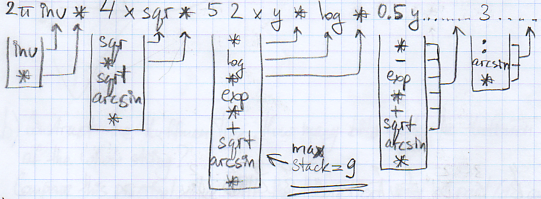 2π inv * 4 x sqr * 5 2 x y * log * 0.5 y........ 3 .....
inv
*
sqr
*
sqrt
arcsin
*
*
log
*
exp
*
+
sqrt
arcsin
*
max
stack = 9
*
-
exp
*
+
sqrt
arcsin
*
:
arcsin
*